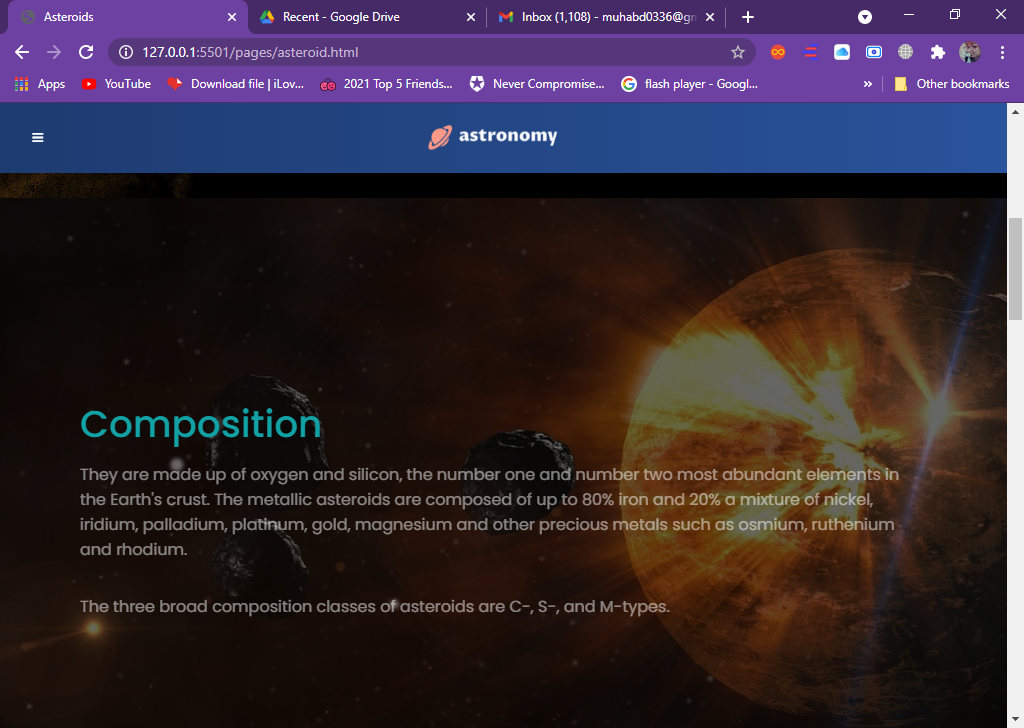 Asteroids
Recent - Google Drive
Inbox (1,108) - muhabd0336@gn
127.0.0.1:5501/pages/asteroid.html
Apps
YouTube
Download file | iLov...
2021 Top 5 Friends...
Never Compromise...
flash player - Googl...
»
Other bookmarks
astronomy
Composition
They are made up of oxygen and silicon, the number one and number two most abundant elements in
the Earth's crust. The metallic asteroids are composed of up to 80% iron and 20% a mixture of nickel,
iridium, palladium, platinum, gold, magnesium and other precious metals such as osmium, ruthenium
and rhodium.
The three broad composition classes of asteroids are C-, S-, and M-types.